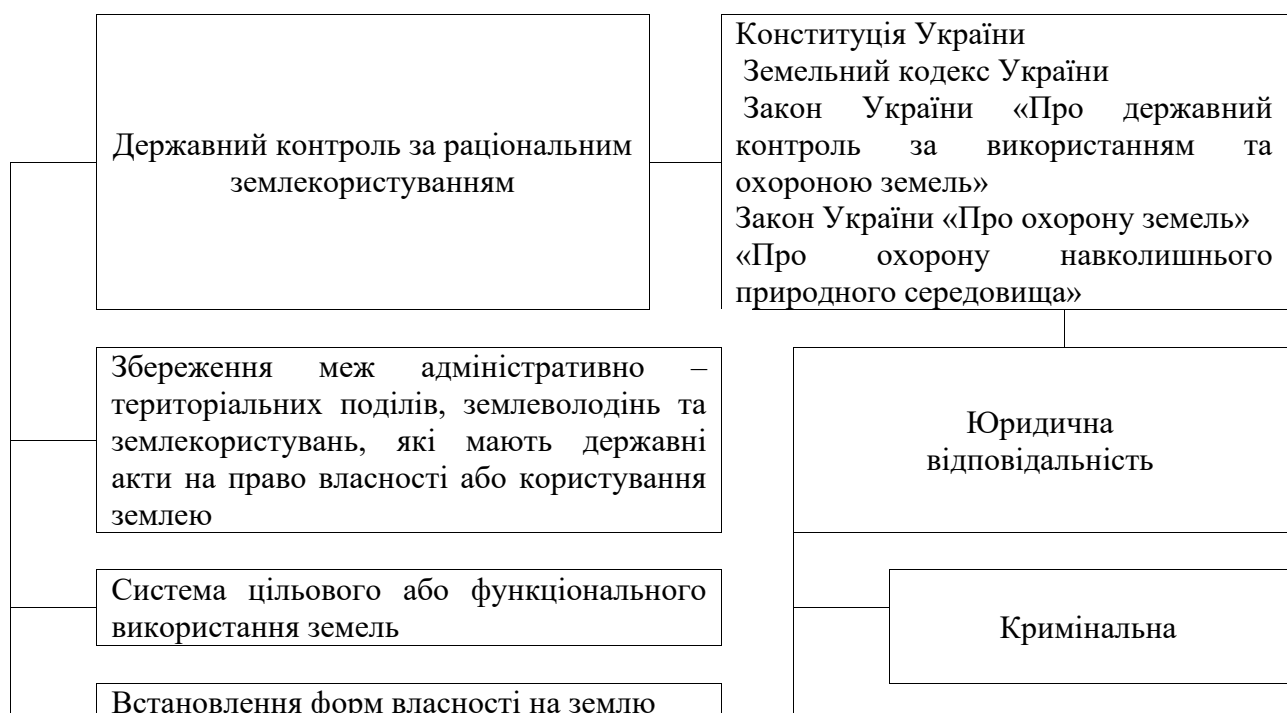 Державний контроль за раціональним
землекористуванням
Конституція України
Земельний кодекс України
Закон України «Про державний
контроль за використанням та
охороною земель»
Закон України «Про охорону земель»
«Про охорону навколишнього
природного середовища»
Збереження меж адміністративно –
територіальних поділів, землеволодінь та
землекористувань, які мають державні
акти на право власності або користування
землею
Юридична
відповідальність
Система цільового або функціонального
використання земель
Кримінальна
Встановлення форм власності на землю